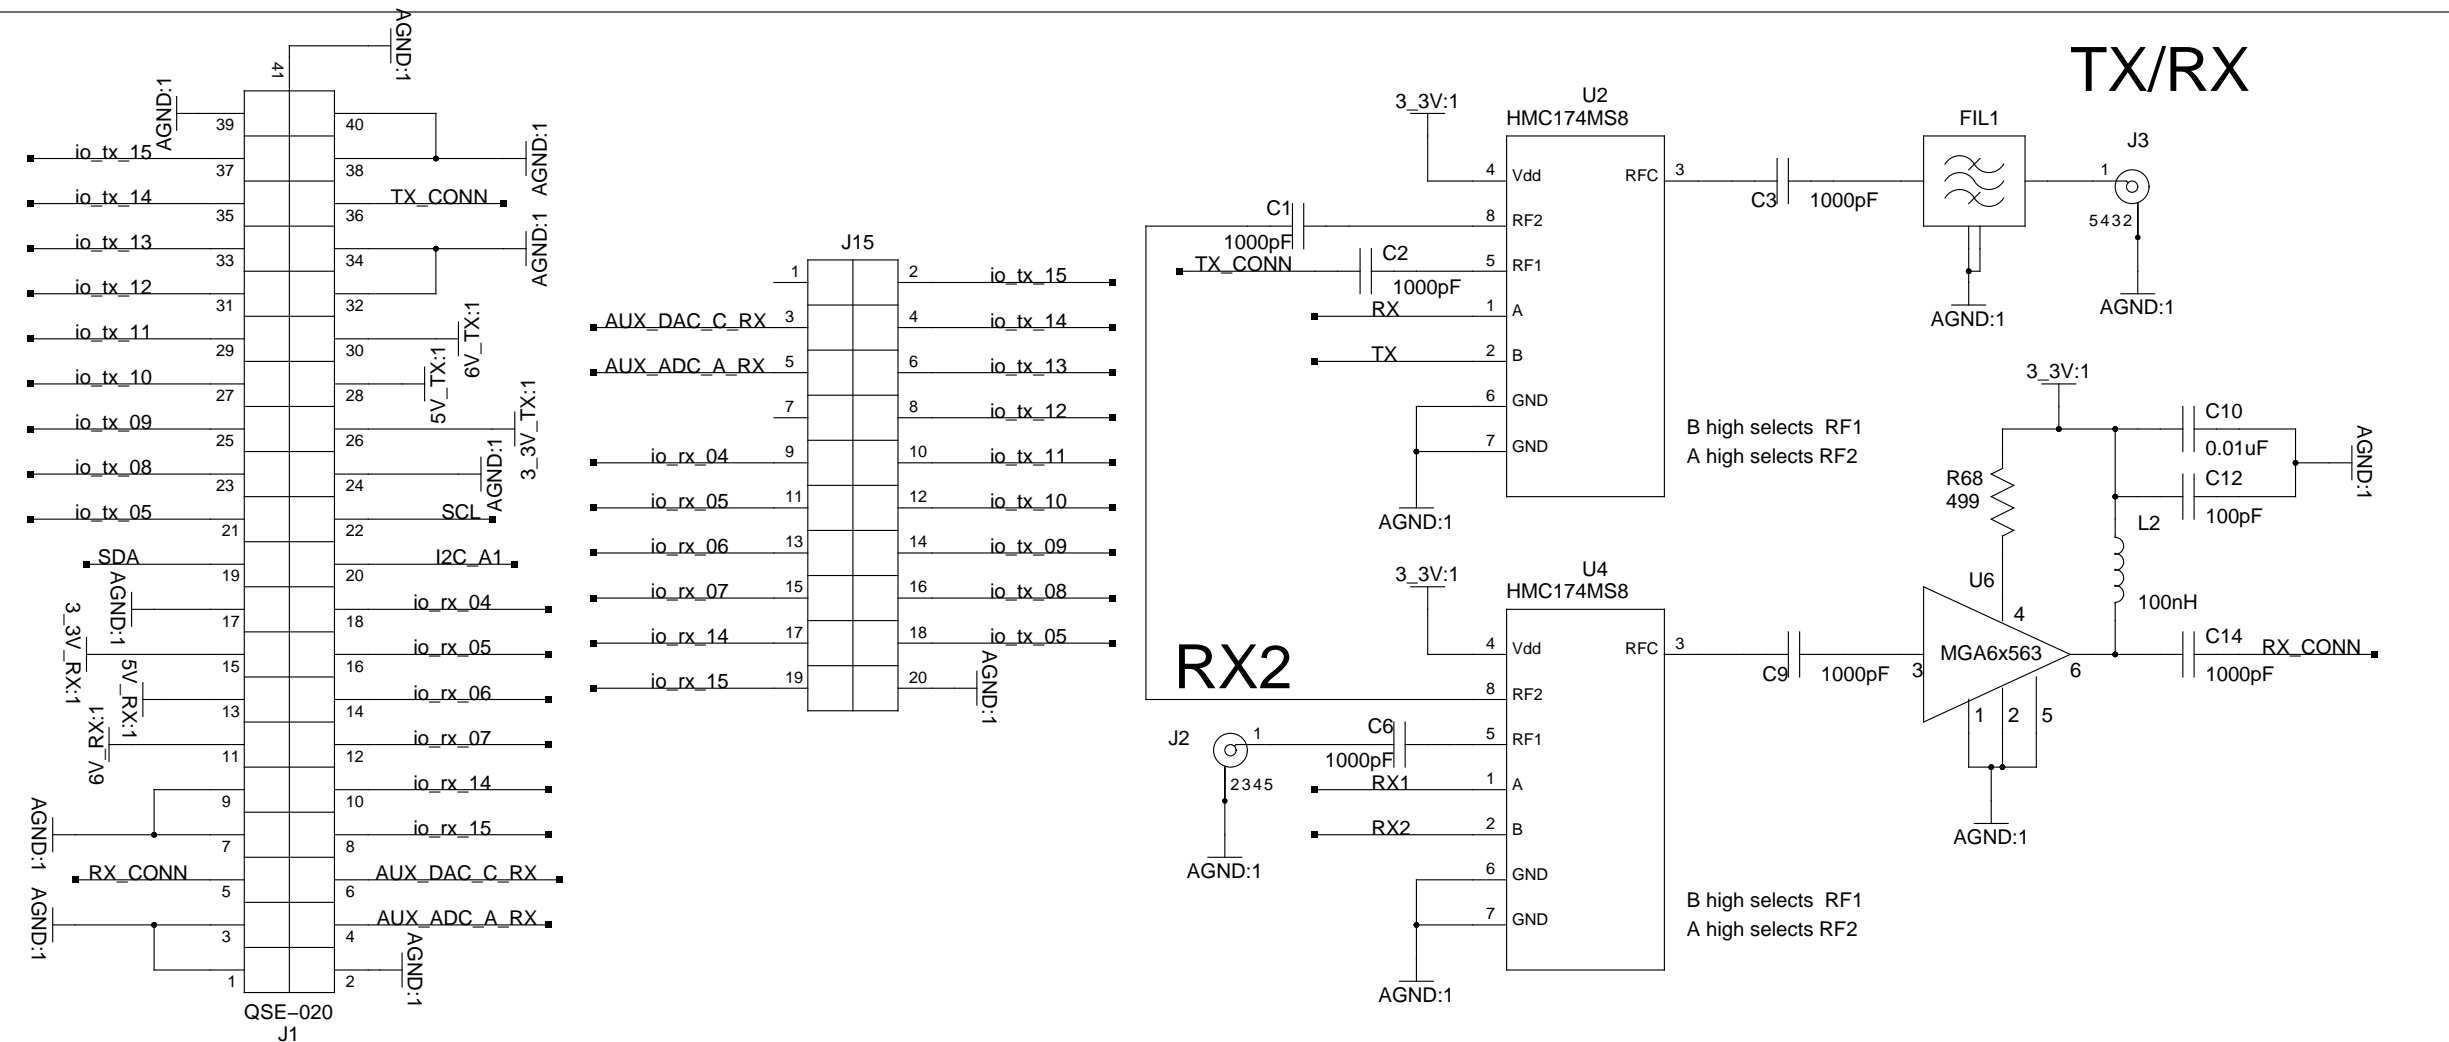 TX/RX
AGND:1
41
AGND:1
39
40
io_tx_15
37
38
AGND:1
io_tx_14
35
36
TX_CONN
io_tx_13
33
34
AGND:1
io_tx_12
31
32
io_tx_11
29
30
6V_TX:1
io_tx_10
27
28
5V_TX:1
io_tx_09
25
26
3_3V_TX:1
io_tx_08
23
24
AGND:1
io_tx_05
21
22
SCL
SDA
19
20
I2C_A1
AGND:1
17
18
io_rx_04
3_3V_RX:1
15
16
io_rx_05
5V_RX:1
13
14
io_rx_06
6V_RX:1
11
12
io_rx_07
9
10
io_rx_14
AGND:1
7
8
io_rx_15
RX_CONN
5
6
AUX_DAC_C_RX
AGND:1
3
4
AUX_ADC_A_RX
1
2
AGND:1
QSE-020
J1
J15
1
2
io_tx_15
AUX_DAC_C_RX
3
4
io_tx_14
AUX_ADC_A_RX
5
6
io_tx_13
7
8
io_tx_12
io_rx_04
9
10
io_tx_11
io_rx_05
11
12
io_tx_10
io_rx_06
13
14
io_tx_09
io_rx_07
15
16
io_tx_08
io_rx_14
17
18
io_tx_05
io_rx_15
19
20
AGND:1
3_3V:1
U2
HMC174MS8
4
Vdd
RFC
3
C1
1000pF
8
RF2
TX_CONN
C2
1000pF
5
RF1
RX
1
A
TX
2
B
6
GND
7
GND
AGND:1
B high selects RF1
A high selects RF2
C3
1000pF
FIL1
AGND:1
J3
1
5432
AGND:1
3_3V:1
U4
HMC174MS8
4
Vdd
RFC
3
RX2
8
RF2
J2
1
2345
AGND:1
C6
1000pF
5
RF1
RX1
1
A
RX2
2
B
6
GND
7
GND
AGND:1
B high selects RF1
A high selects RF2
C9
1000pF
3_3V:1
C10
0.01uF
AGND:1
R68
499
C12
100pF
L2
100nH
U6
4
MGA6x563
3
6
1
2
5
AGND:1
C14
1000pF
RX_CONN